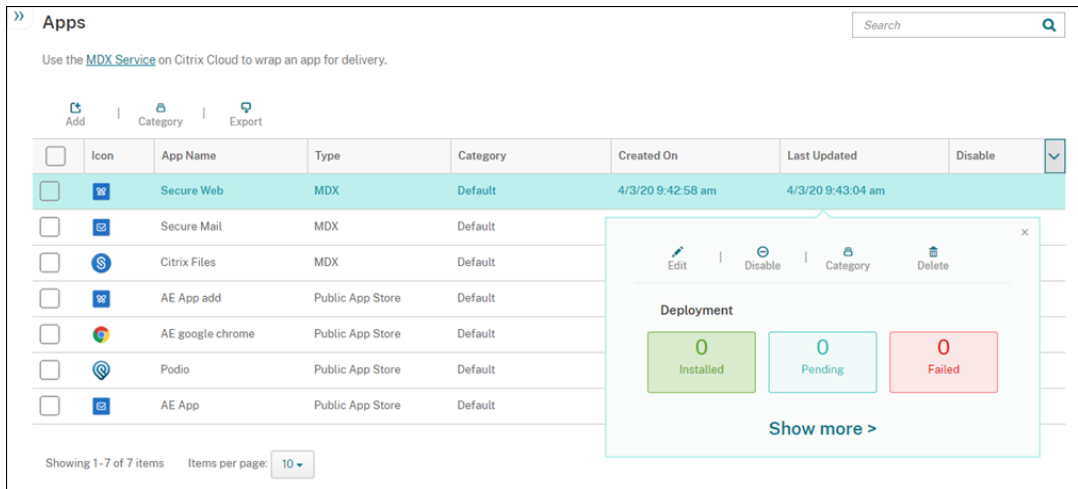 Apps
Search
Use the MDX Service on Citrix Cloud to wrap an app for delivery.
Add | Category | Export
Icon App Name Type Category Created On Last Updated Disable
Secure Web MDX Default 4/3/20 9:42:58 am 4/3/20 9:43:04 am
Secure Mail MDX Default
Citrix Files MDX Default
AE App add Public App Store Default
AE google chrome Public App Store Default
Podio Public App Store Default
AE App Public App Store Default
Edit | Disable | Category Delete
Deployment
0 0 0
Installed Pending Failed
Show more >
Showing 1-7 of 7 items Items per page: 10